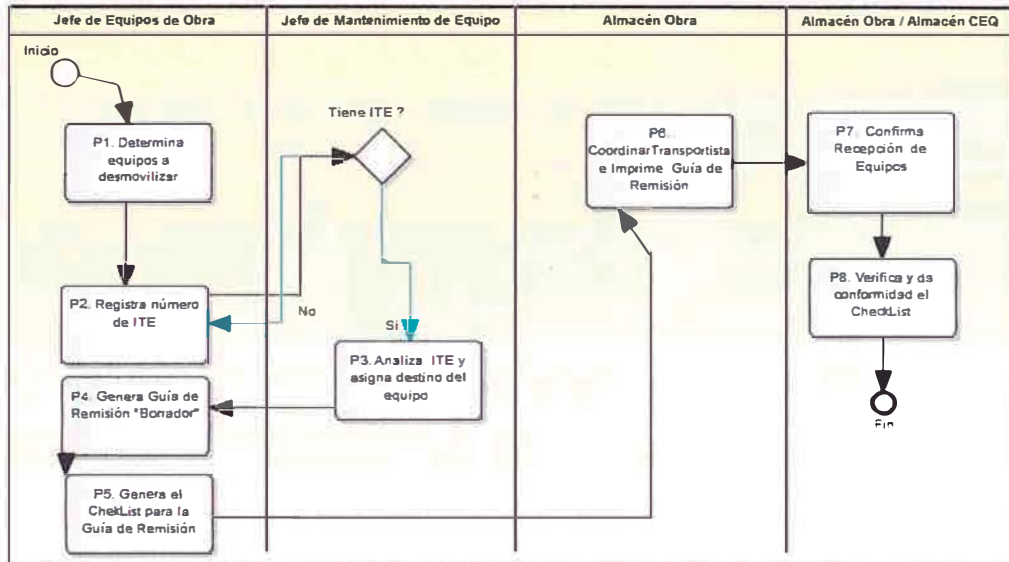 Jefe de Equipos de Obra
Jefe de Mantenimiento de Equipo
Almacén Obra
Almacén Obra / Almacén CEQ
Inicio
P1. Determina
equipos a
desmovilizar
P2. Registra número
de ITE
P4. Genera Guía de
Remisión "Borrador"
P5. Genera el
CheckList para la
Guía de Remisión
Tiene ITE ?
No
Si
P3. Analiza ITE y
asigna destino del
equipo
P6.
Coordinar Transportista
e Imprime Guía de
Remisión
P7. Confirma
Recepción de
Equipos
P8. Verifica y da
conformidad el
CheckList
Fin